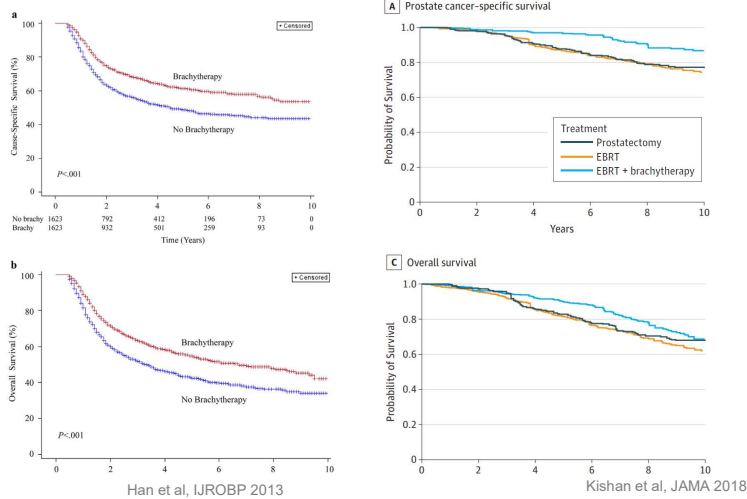 a
+ Censored
100
80
60
40
20
0
Cause-Specific Survival (%)
Brachytherapy
No Brachytherapy
P<.001
0 2 4 6 8 10
No brachy 1623 792 412 196 73 0
Brachy 1623 932 501 259 93 0
Time (Years)
b
+ Censored
100
80
60
40
20
0
Overall Survival (%)
Brachytherapy
No Brachytherapy
P<.001
0 2 4 6 8 10
Han et al, IJROBP 2013
A Prostate cancer-specific survival
1.0
0.8
0.6
0.4
0.2
0
Probability of Survival
Treatment
Prostatectomy
EBRT
EBRT + brachytherapy
0 2 4 6 8 10
Years
C Overall survival
1.0
0.8
0.6
0.4
0.2
0
Probability of Survival
0 2 4 6 8 10
Kishan et al, JAMA 2018